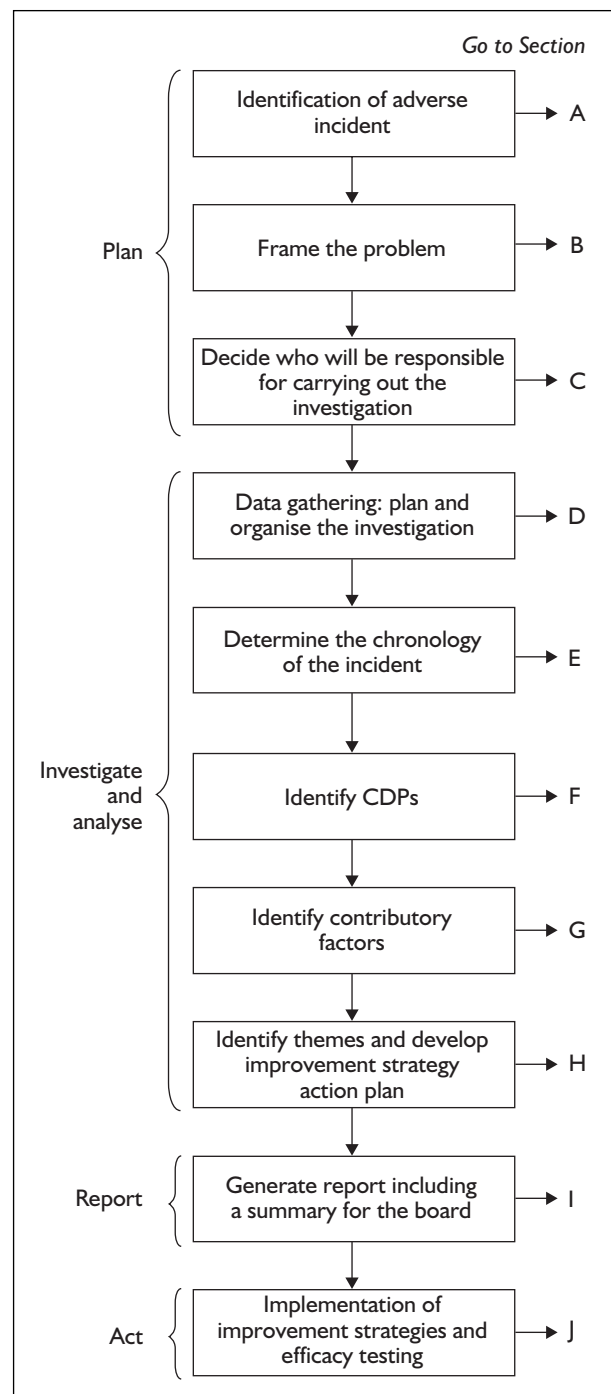 Go to Section
Identification of adverse
incident
A
Frame the problem
B
Plan
Decide who will be responsible
for carrying out the
investigation
C
Data gathering: plan and
organise the investigation
D
Determine the chronology
of the incident
E
Investigate
and
analyse
Identify CDPs
F
Identify contributory
factors
G
Identify themes and develop
improvement strategy
action plan
H
Report
Generate report including
a summary for the board
I
Act
Implementation of
improvement strategies and
efficacy testing
J